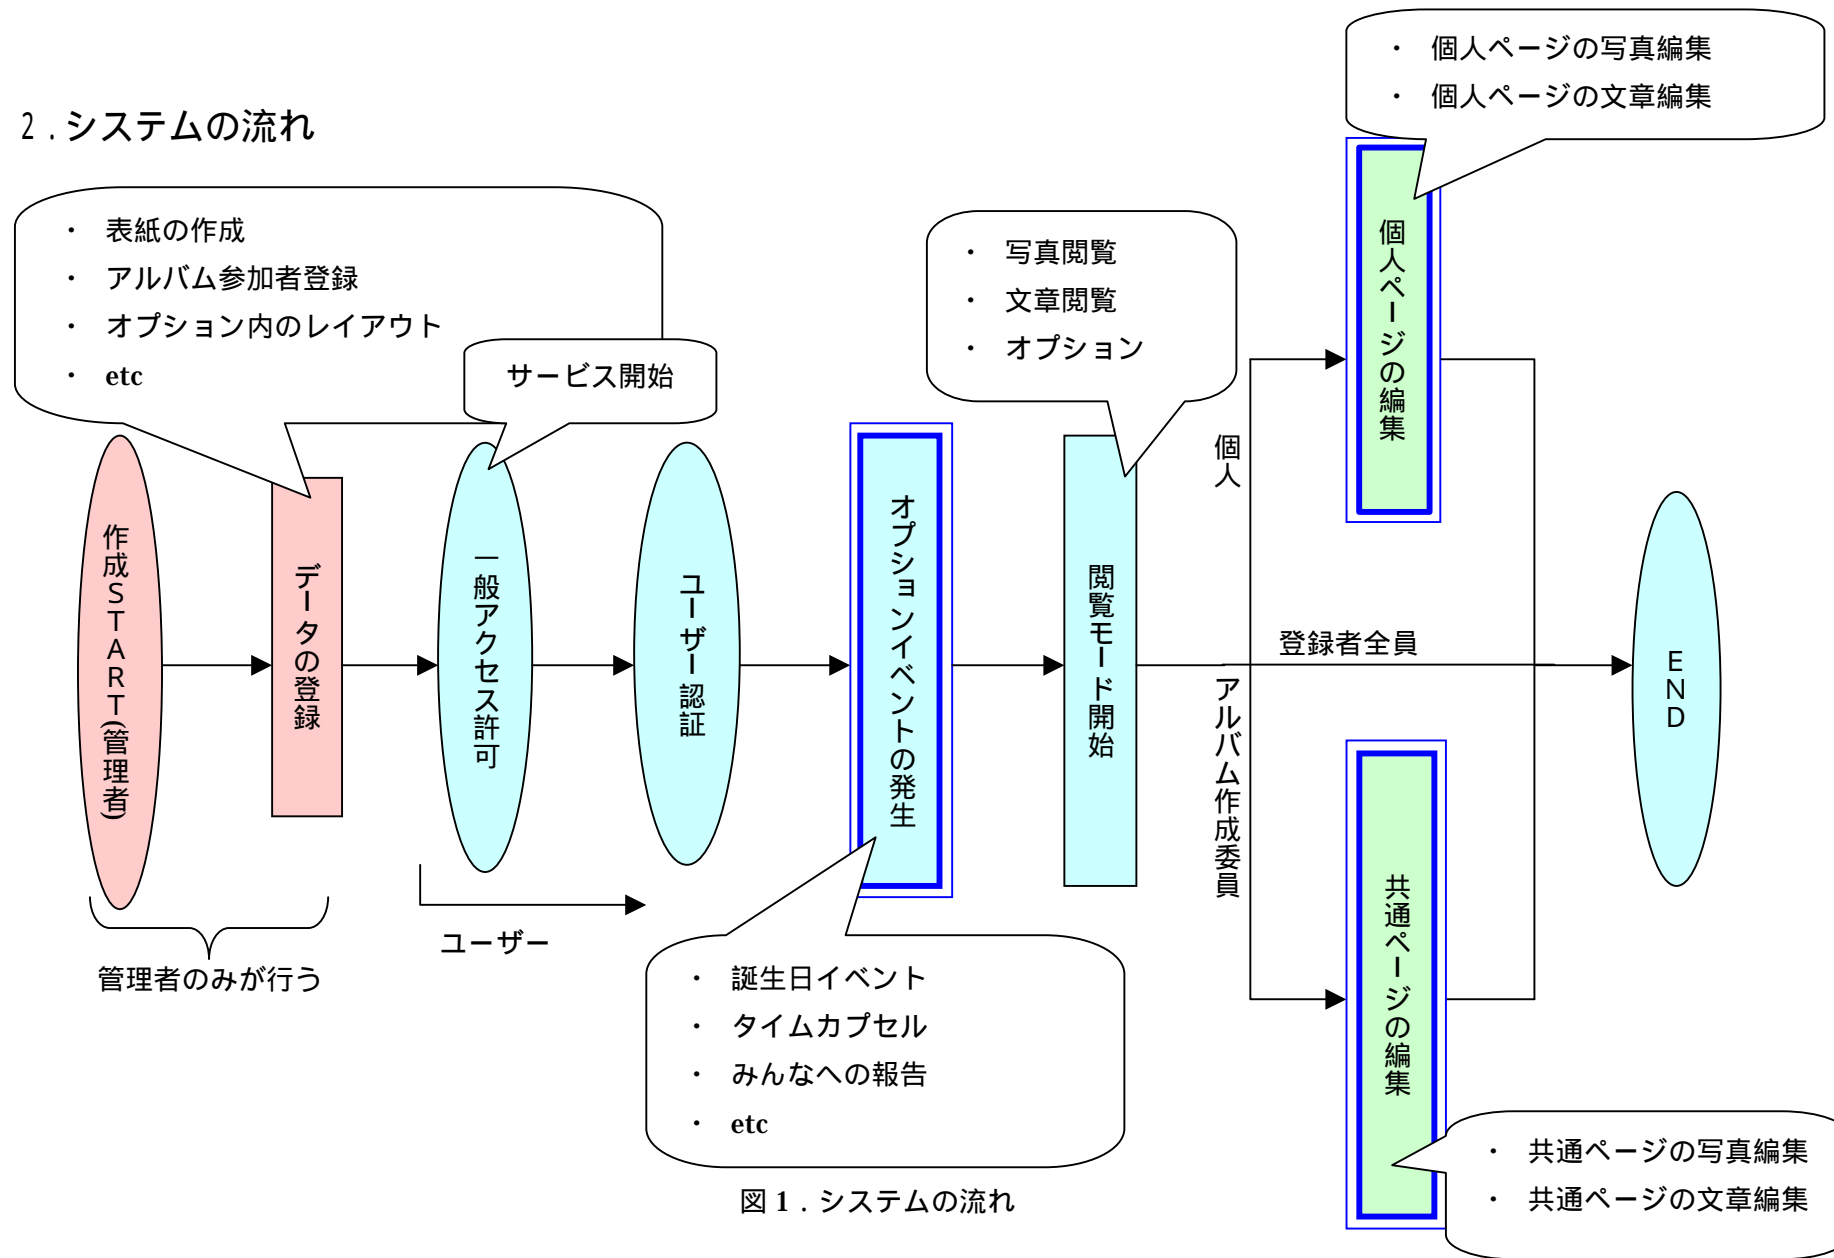 ・ 個人ページの写真編集
・ 個人ページの文章編集
2．システムの流れ
・ 表紙の作成
・ アルバム参加者登録
・ オプション内のレイアウト
・ etc
サービス開始
・ 写真閲覧
・ 文章閲覧
・ オプション
作成START(管理者)
データの登録
一般アクセス許可
ユーザー認証
オプションイベントの発生
閲覧モード開始
個人
登録者全員
アルバム作成委員
個人ページの編集
共通ページの編集
END
管理者のみが行う
ユーザー
・ 誕生日イベント
・ タイムカプセル
・ みんなへの報告
・ etc
・ 共通ページの写真編集
・ 共通ページの文章編集
図1．システムの流れ